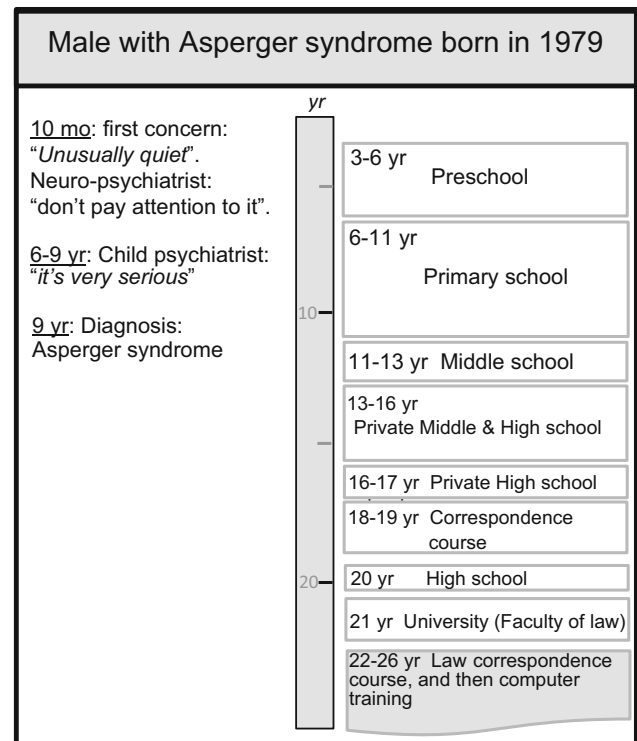 Male with Asperger syndrome born in 1979
yr
10 mo: first concern:
“Unusually quiet”.
Neuro-psychiatrist:
“don’t pay attention to it”.
6-9 yr: Child psychiatrist:
“it’s very serious”
9 yr: Diagnosis:
Asperger syndrome
10
20
3-6 yr
Preschool
6-11 yr
Primary school
11-13 yr Middle school
13-16 yr
Private Middle & High school
16-17 yr Private High school
18-19 yr Correspondence
course
20 yr High school
21 yr University (Faculty of law)
22-26 yr Law correspondence
course, and then computer
training